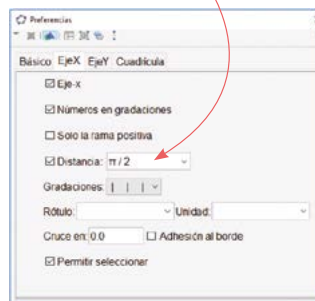 Preferencias
Básico EjeX EjeY Cuadrícula
Eje-x
Números en gradaciones
Solo la rama positiva
Distancia: π / 2
Gradaciones: | | |
Rótulo: Unidad:
Cruce en: 0.0 Adhesión al borde
Permitir seleccionar